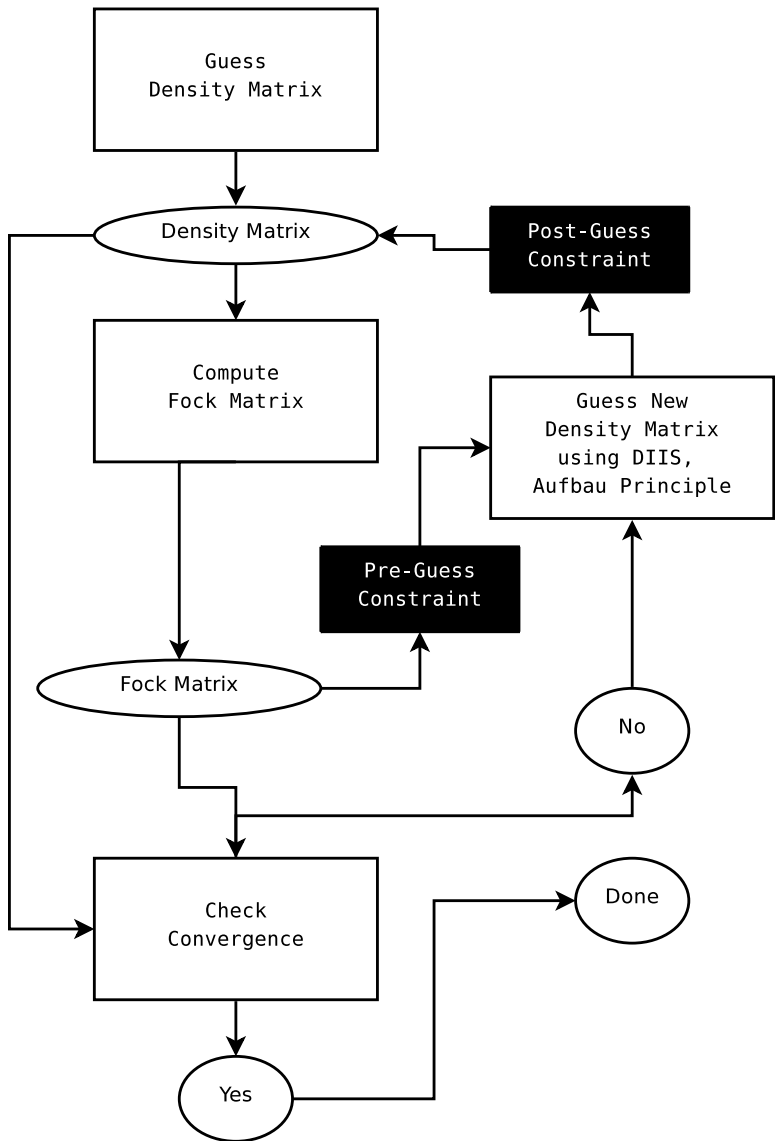 Guess
Density Matrix
Density Matrix
Post-Guess
Constraint
Compute
Fock Matrix
Guess New
Density Matrix
using DIIS,
Aufbau Principle
Pre-Guess
Constraint
Fock Matrix
No
Check
Convergence
Done
Yes